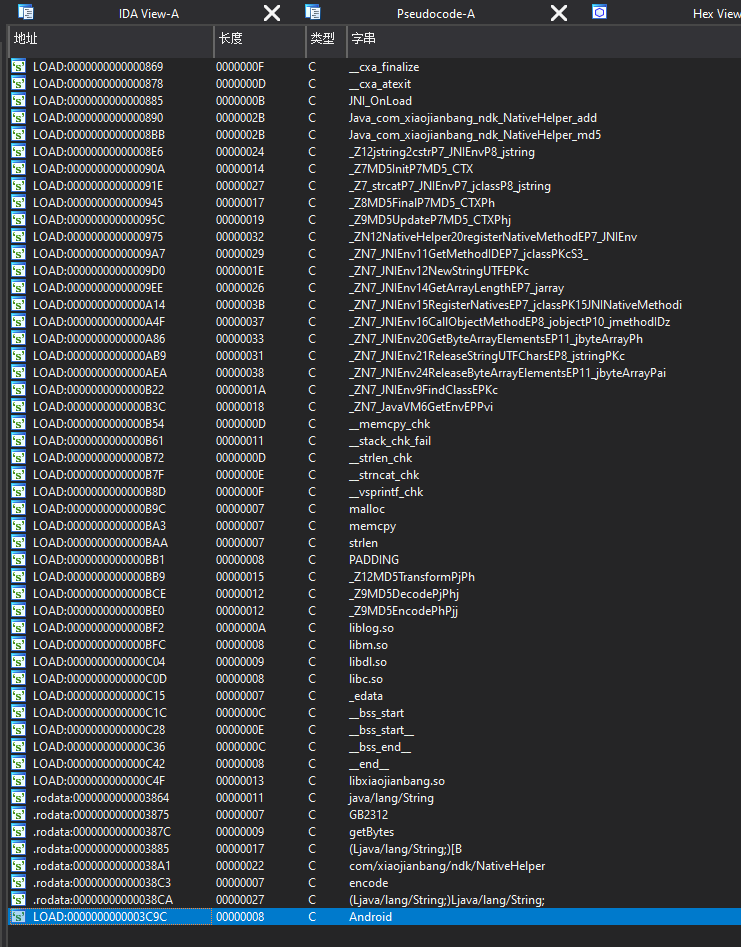 IDA View-A Pseudocode-A Hex View
地址 长度 类型 字串
LOAD:0000000000000869 0000000F C __cxa_finalize
LOAD:0000000000000878 0000000D C __cxa_atexit
LOAD:0000000000000885 0000000B C JNI_OnLoad
LOAD:0000000000000890 0000002B C Java_com_xiaojianbang_ndk_NativeHelper_add
LOAD:00000000000008BB 0000002B C Java_com_xiaojianbang_ndk_NativeHelper_md5
LOAD:00000000000008E6 00000024 C _Z12jstring2cstrP7_JNIEnvP8_jstring
LOAD:000000000000090A 00000014 C _Z7MD5InitP7MD5_CTX
LOAD:000000000000091E 00000027 C _Z7_strcatP7_JNIEnvP7_jclassP8_jstring
LOAD:0000000000000945 00000017 C _Z8MD5FinalP7MD5_CTXPh
LOAD:000000000000095C 00000019 C _Z9MD5UpdateP7MD5_CTXPhj
LOAD:0000000000000975 00000032 C _ZN12NativeHelper20registerNativeMethodEP7_JNIEnv
LOAD:00000000000009A7 00000029 C _ZN7_JNIEnv11GetMethodIDEP7_jclassPKcS3_
LOAD:00000000000009D0 0000001E C _ZN7_JNIEnv12NewStringUTFEPKc
LOAD:00000000000009EE 00000026 C _ZN7_JNIEnv14GetArrayLengthEP7_jarray
LOAD:0000000000000A14 0000003B C _ZN7_JNIEnv15RegisterNativesEP7_jclassPK15JNINativeMethodi
LOAD:0000000000000A4F 00000037 C _ZN7_JNIEnv16CallObjectMethodEP8_jobjectP10_jmethodIDz
LOAD:0000000000000A86 00000033 C _ZN7_JNIEnv20GetByteArrayElementsEP11_jbyteArrayPh
LOAD:0000000000000AB9 00000031 C _ZN7_JNIEnv21ReleaseStringUTFCharsEP8_jstringPKc
LOAD:0000000000000AEA 00000038 C _ZN7_JNIEnv24ReleaseByteArrayElementsEP11_jbyteArrayPai
LOAD:0000000000000B22 0000001A C _ZN7_JNIEnv9FindClassEPKc
LOAD:0000000000000B3C 00000018 C _ZN7_JavaVM6GetEnvEPPvi
LOAD:0000000000000B54 0000000D C __memcpy_chk
LOAD:0000000000000B61 00000011 C __stack_chk_fail
LOAD:0000000000000B72 0000000D C __strlen_chk
LOAD:0000000000000B7F 0000000E C __strncat_chk
LOAD:0000000000000B8D 0000000F C __vsprintf_chk
LOAD:0000000000000B9C 00000007 C malloc
LOAD:0000000000000BA3 00000007 C memcpy
LOAD:0000000000000BAA 00000007 C strlen
LOAD:0000000000000BB1 00000008 C PADDING
LOAD:0000000000000BB9 00000015 C _Z12MD5TransformPjPh
LOAD:0000000000000BCE 00000012 C _Z9MD5DecodePjPhj
LOAD:0000000000000BE0 00000012 C _Z9MD5EncodePhPjj
LOAD:0000000000000BF2 0000000A C liblog.so
LOAD:0000000000000BFC 00000008 C libm.so
LOAD:0000000000000C04 00000009 C libdl.so
LOAD:0000000000000C0D 00000008 C libc.so
LOAD:0000000000000C15 00000007 C _edata
LOAD:0000000000000C1C 0000000C C __bss_start
LOAD:0000000000000C28 0000000E C __bss_start__
LOAD:0000000000000C36 0000000C C __bss_end__
LOAD:0000000000000C42 00000008 C __end__
LOAD:0000000000000C4F 00000013 C libxiaojianbang.so
.rodata:0000000000003864 00000011 C java/lang/String
.rodata:0000000000003875 00000007 C GB2312
.rodata:000000000000387C 00000009 C getBytes
.rodata:0000000000003885 00000017 C (Ljava/lang/String;)[B
.rodata:00000000000038A1 00000022 C com/xiaojianbang/ndk/NativeHelper
.rodata:00000000000038C3 00000007 C encode
.rodata:00000000000038CA 00000027 C (Ljava/lang/String;)Ljava/lang/String;
LOAD:0000000000003C9C 00000008 C Android